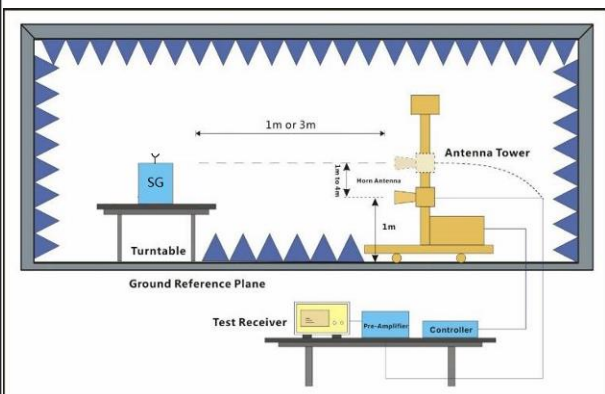 1m or 3m
Antenna Tower
1m to 4m
Horn Antenna
SG
1m
Turntable
Ground Reference Plane
Test Receiver
Pre-Amplifier
Controller